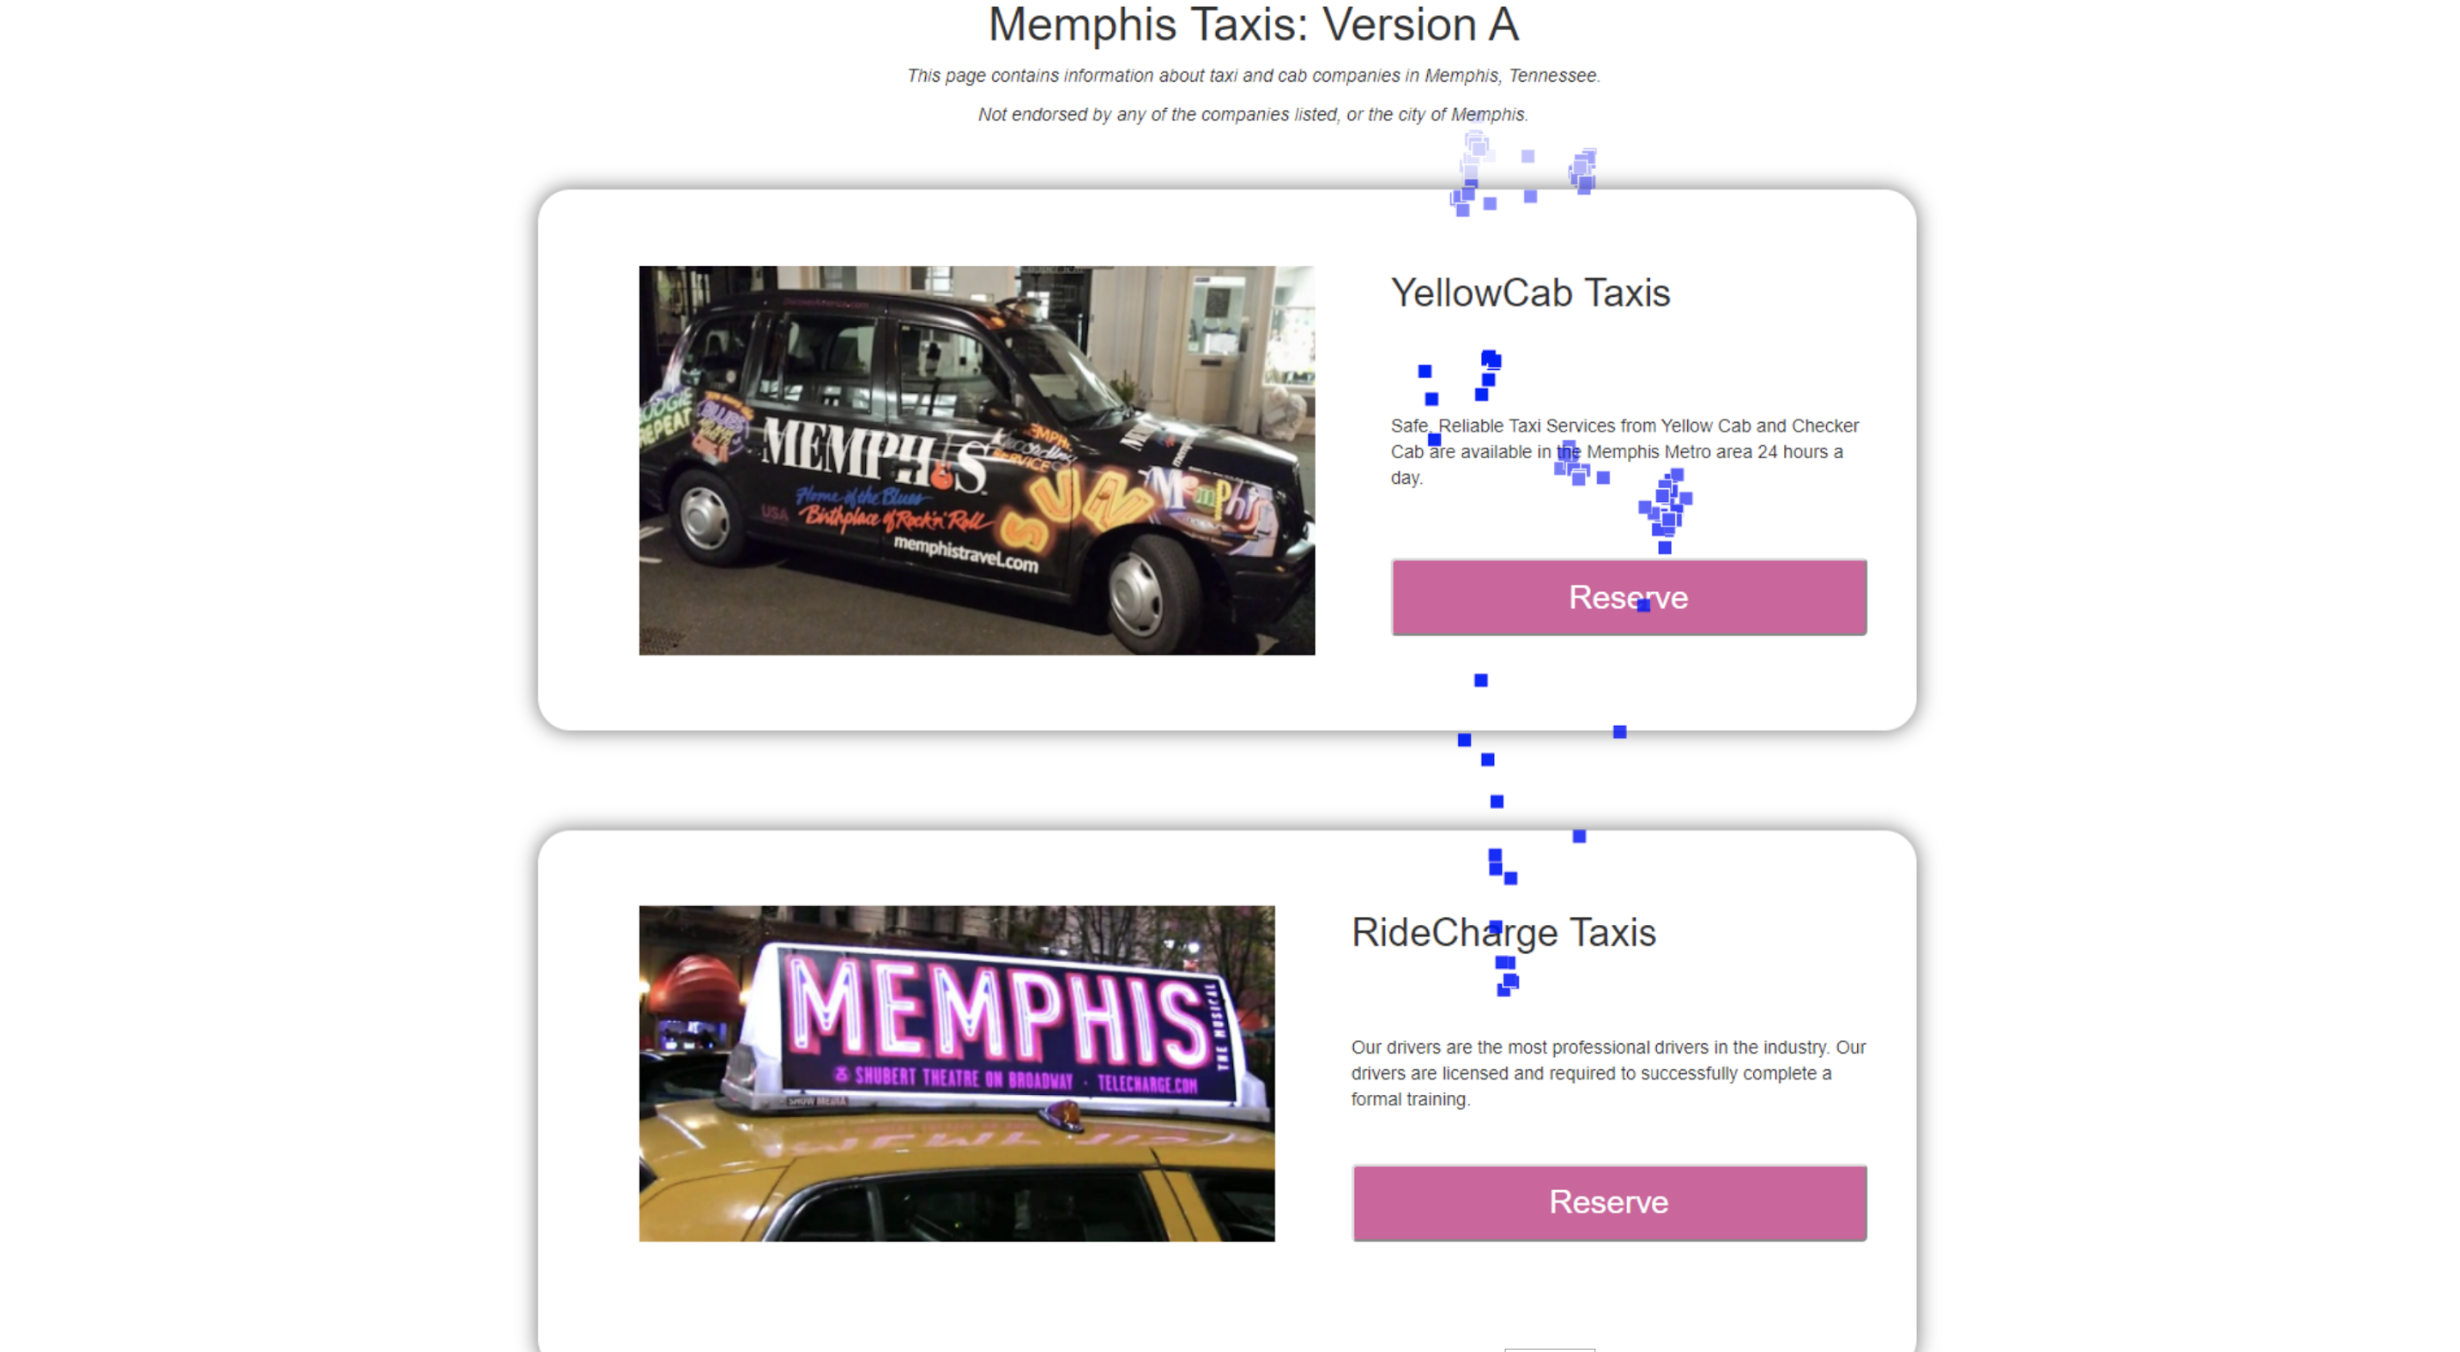 Memphis Taxis: Version A
This page contains information about taxi and cab companies in Memphis, Tennessee.
Not endorsed by any of the companies listed, or the city of Memphis.
YellowCab Taxis
Safe, Reliable Taxi Services from Yellow Cab and Checker
Cab are available in the Memphis Metro area 24 hours a
day.
Reserve
BOOGIE
REPEAT
MEMPHIS
Home of the Blues
USA Birthplace of Rock'n' Roll
memphistravel.com
SUN
Memphis
RideCharge Taxis
Our drivers are the most professional drivers in the industry. Our
drivers are licensed and required to successfully complete a
formal training.
Reserve
MEMPHIS
THE MUSICAL
SHUBERT THEATRE ON BROADWAY · TELECHARGE.COM
SHOW MEDIA